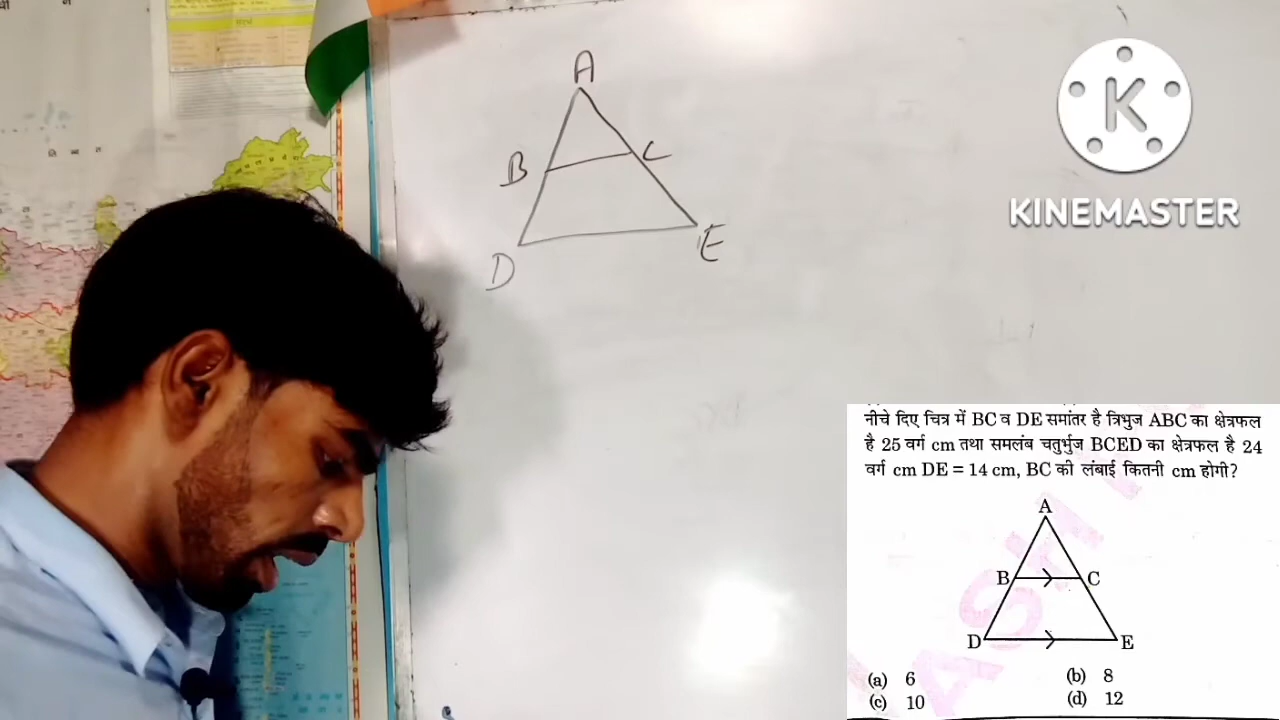 A
B
C
D
E
KINEMASTER
नीचे दिए चित्र में BC व DE समांतर है त्रिभुज ABC का क्षेत्रफल
है 25 वर्ग cm तथा समलंब चतुर्भुज BCED का क्षेत्रफल है 24
वर्ग cm DE = 14 cm, BC की लंबाई कितनी cm होगी?
A
B C
D E
(a) 6 (b) 8
(c) 10 (d) 12